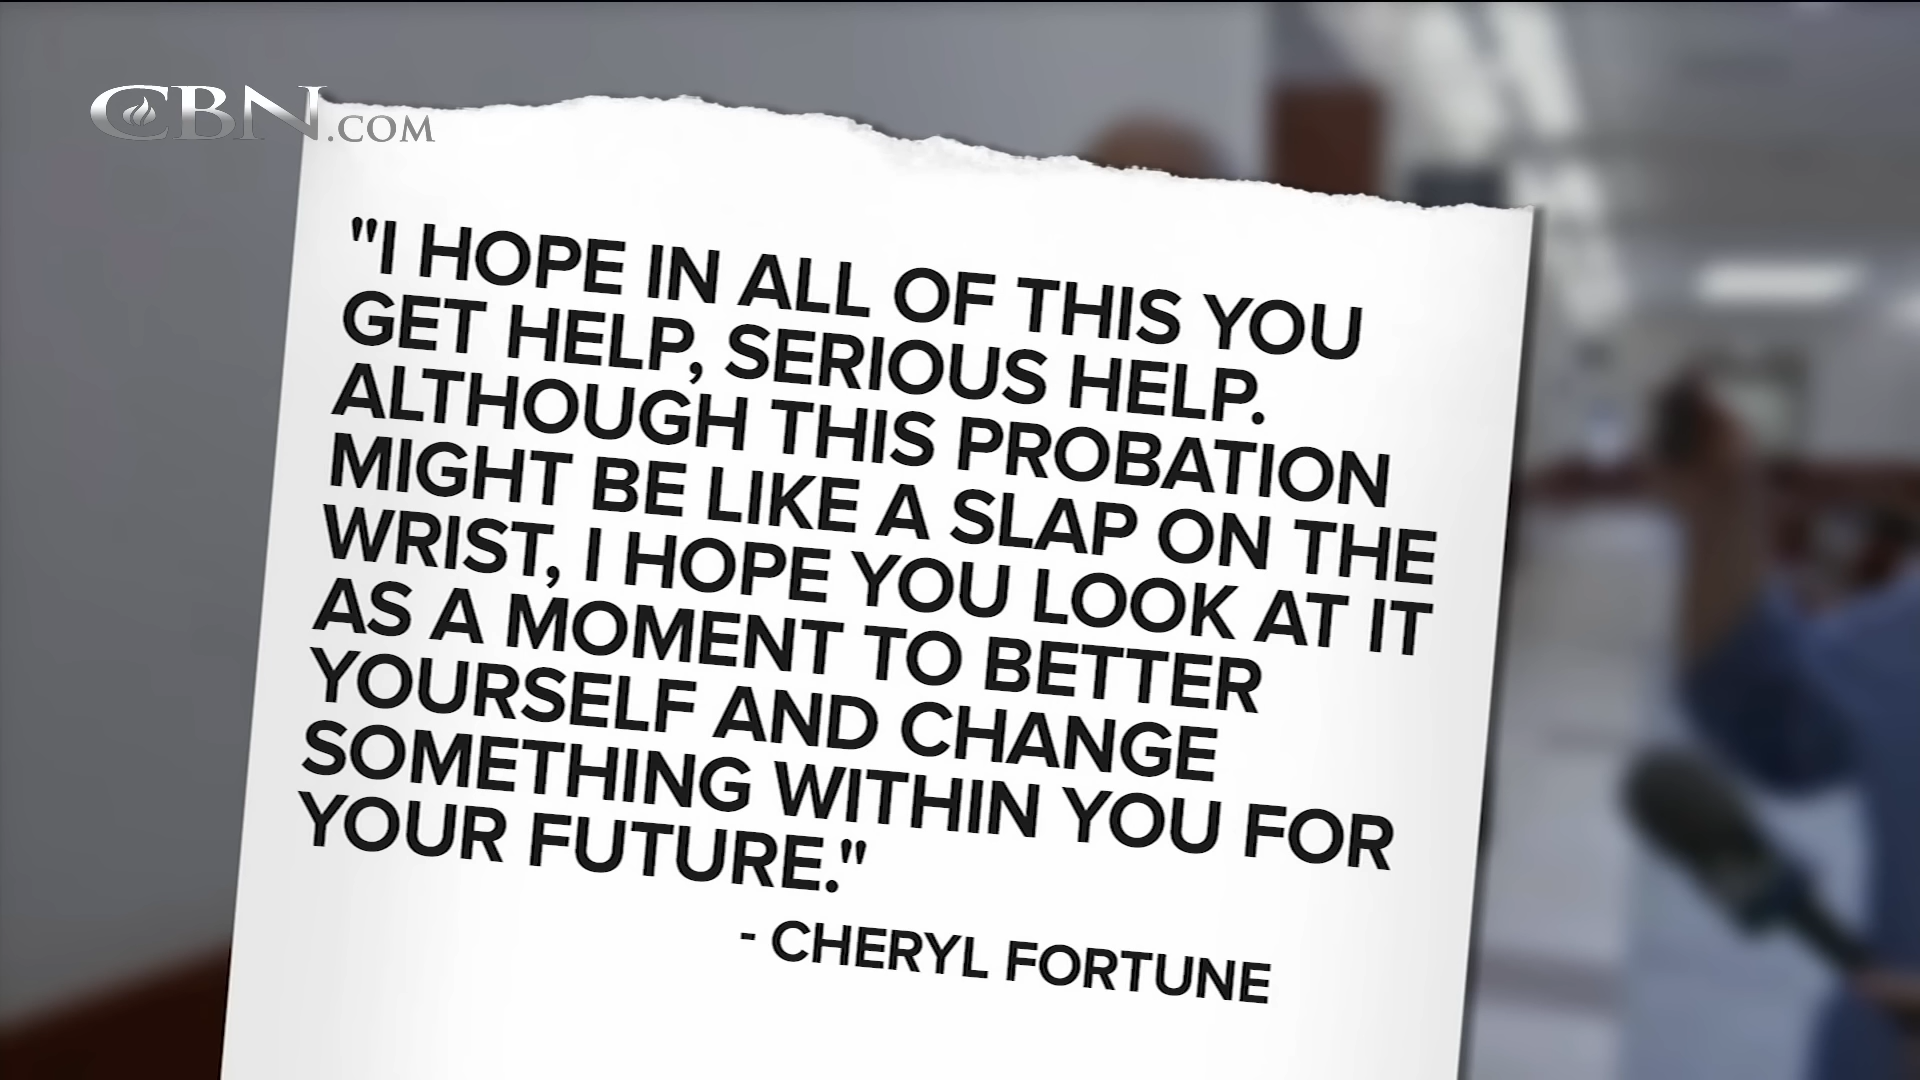 CBN.COM
"I HOPE IN ALL OF THIS YOU
GET HELP, SERIOUS HELP.
ALTHOUGH THIS PROBATION
MIGHT BE LIKE A SLAP ON THE
WRIST, I HOPE YOU LOOK AT IT
AS A MOMENT TO BETTER
YOURSELF AND CHANGE
SOMETHING WITHIN YOU FOR
YOUR FUTURE."
- CHERYL FORTUNE